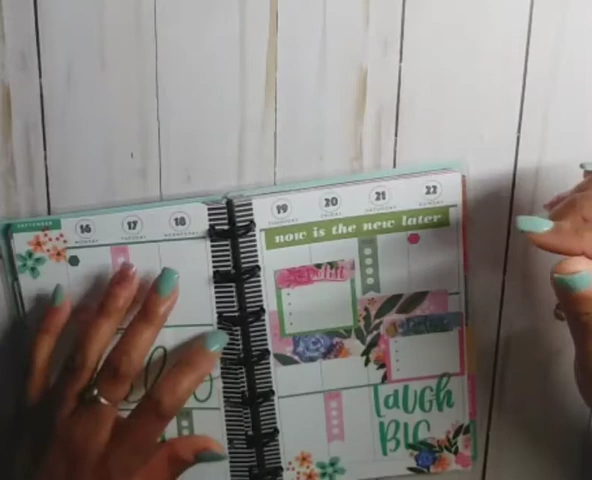 SEPTEMBER
16 17 18
MONDAY TUESDAY WEDNESDAY
19 20 21 22
THURSDAY FRIDAY SATURDAY SUNDAY
now is the new later
laugh
BIG